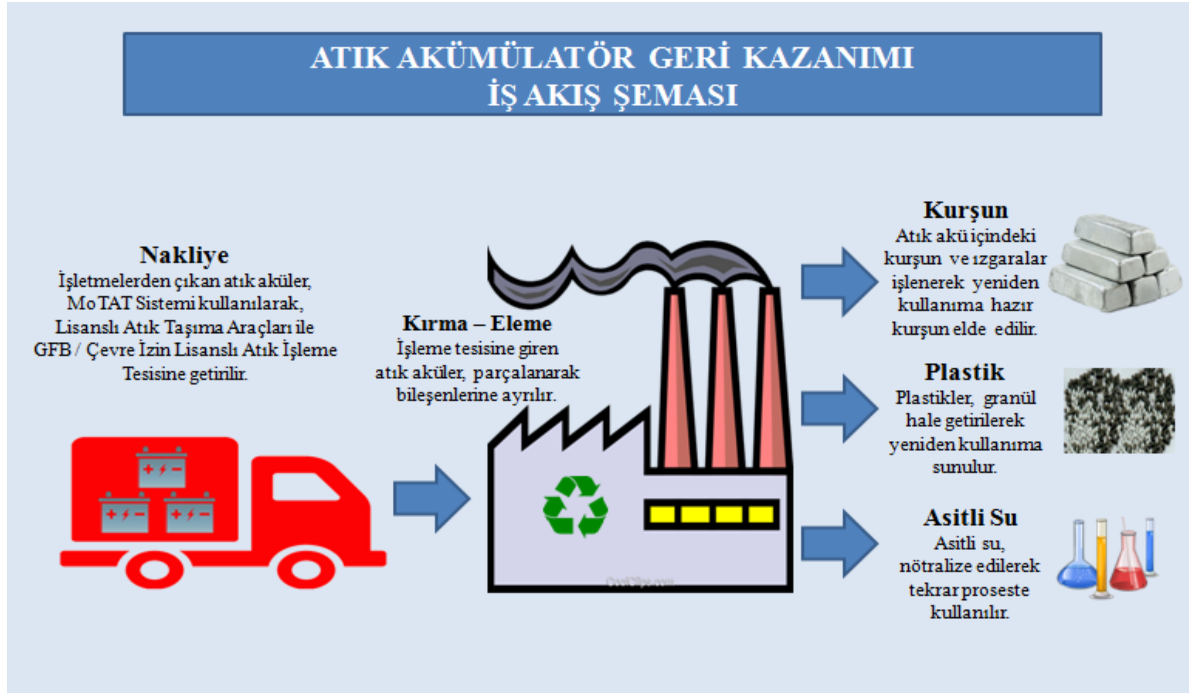 ATIK AKÜMÜLATÖR GERİ KAZANIMI
İŞ AKIŞ ŞEMASI
Nakliye
İşletmelerden çıkan atık aküler,
MoTAT Sistemi kullanılarak,
Lisanslı Atık Taşıma Araçları ile
GFB / Çevre İzin Lisanslı Atık İşleme
Tesisine getirilir.
Kırma – Eleme
İşleme tesisine giren
atık aküler, parçalanarak
bileşenlerine ayrılır.
Kurşun
Atık akü içindeki
kurşun ve ızgaralar
işlenerek yeniden
kullanıma hazır
kurşun elde edilir.
Plastik
Plastikler, granül
hale getirilerek
yeniden kullanıma
sunulur.
Asitli Su
Asitli su,
nötralize edilerek
tekrar proseste
kullanılır.